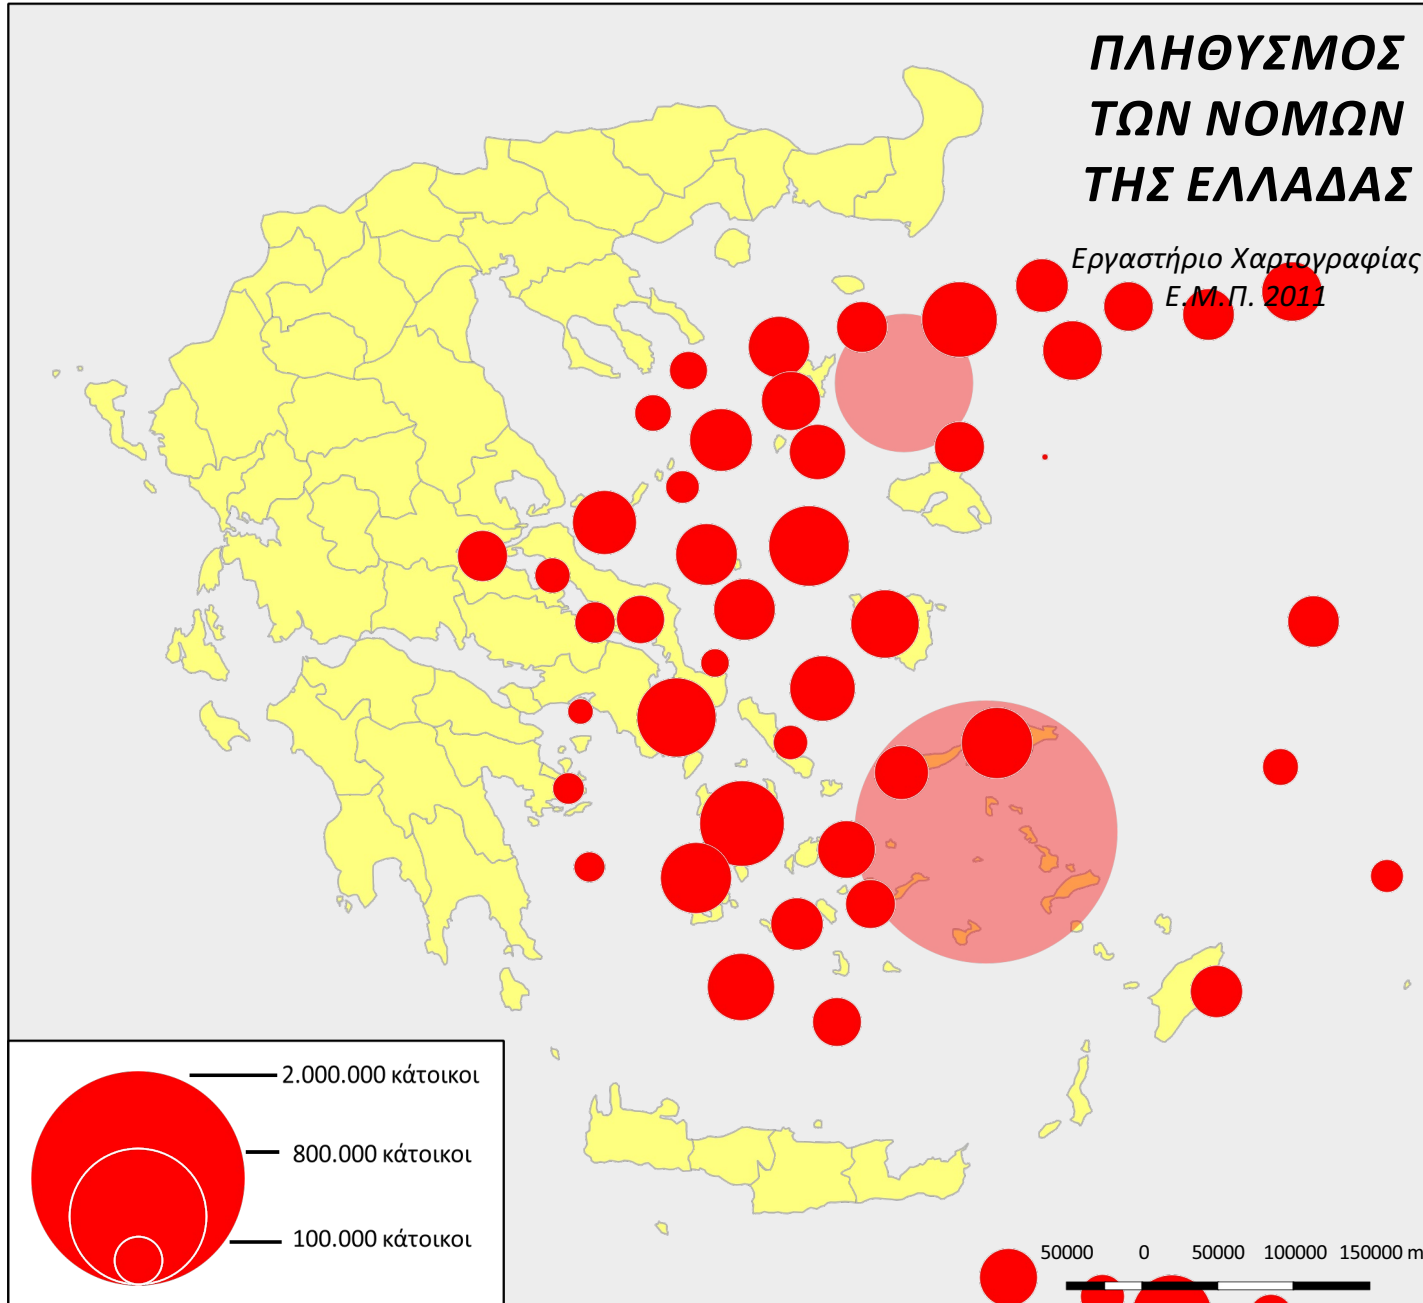 ΠΛΗΘΥΣΜΟΣ
ΤΩΝ ΝΟΜΩΝ
ΤΗΣ ΕΛΛΑΔΑΣ
Εργαστήριο Χαρτογραφίας
Ε.Μ.Π. 2011
2.000.000 κάτοικοι
800.000 κάτοικοι
100.000 κάτοικοι
50000 0 50000 100000 150000 m